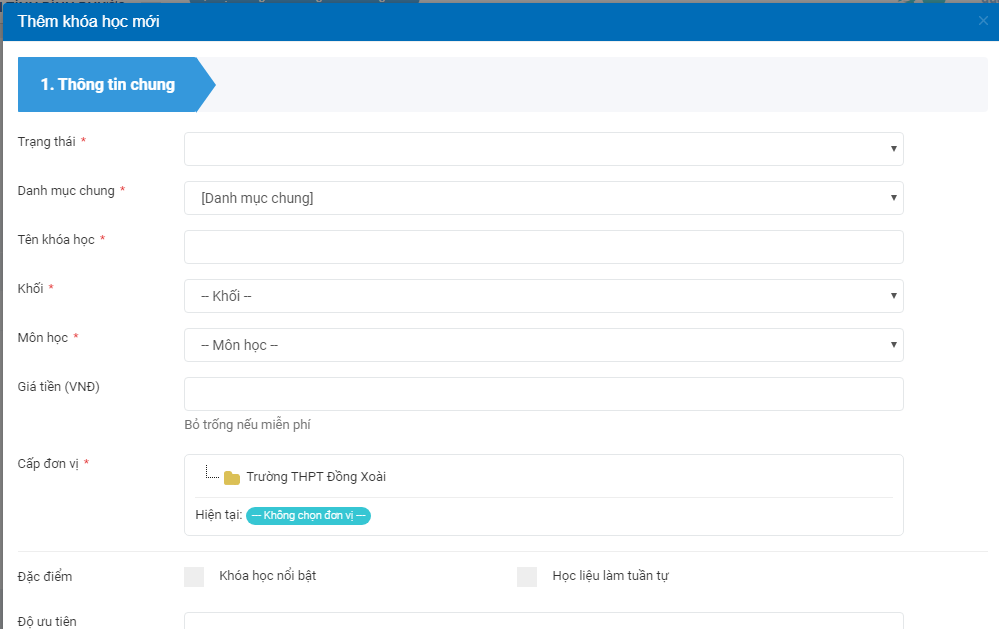 Thêm khóa học mới
1. Thông tin chung
Trạng thái *
Danh mục chung *
[Danh mục chung]
Tên khóa học *
Khối *
-- Khối --
Môn học *
-- Môn học --
Giá tiền (VNĐ)
Bỏ trống nếu miễn phí
Cấp đơn vị *
Trường THPT Đồng Xoài
Hiện tại: --- Không chọn đơn vị ---
Đặc điểm
Khóa học nổi bật
Học liệu làm tuần tự
Độ ưu tiên